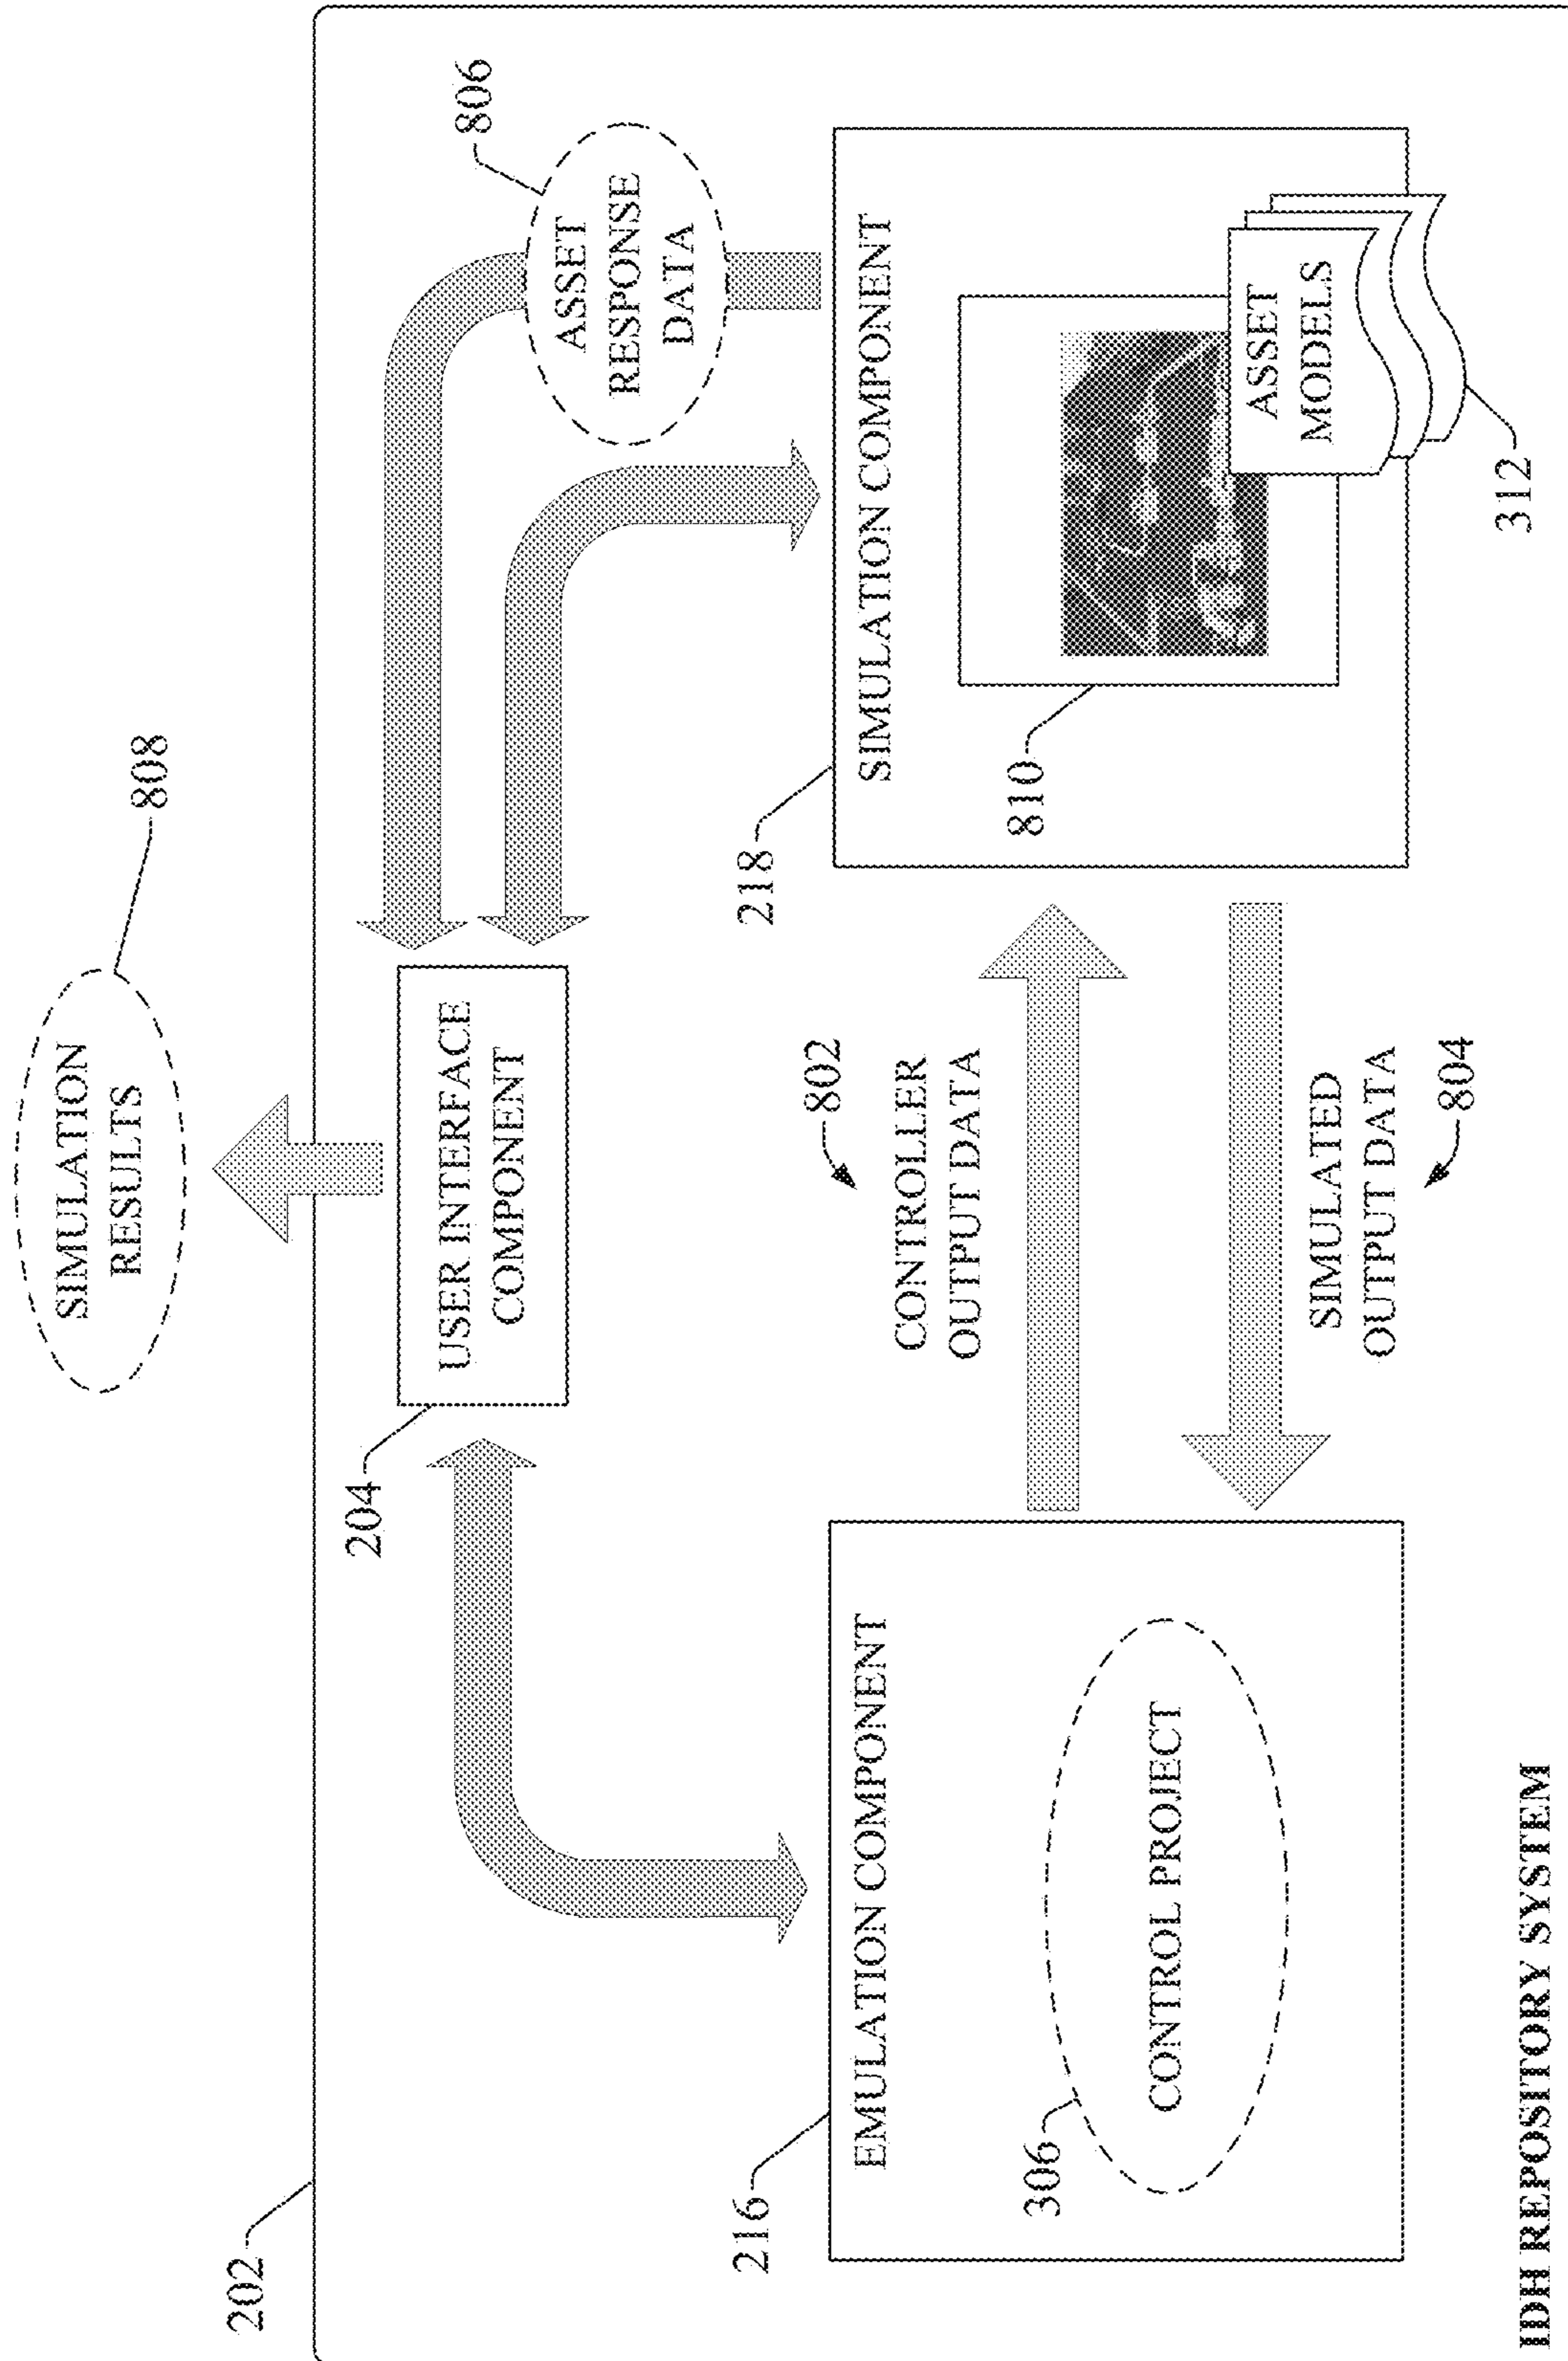 808
SIMULATION
RESULTS
202
204
USER INTERFACE
COMPONENT
806
ASSET
RESPONSE
DATA
216
EMULATION COMPONENT
306
CONTROL PROJECT
802
CONTROLLER
OUTPUT DATA
SIMULATED
OUTPUT DATA
804
218
SIMULATION COMPONENT
810
ASSET
MODELS
312
IDH REPOSITORY SYSTEM